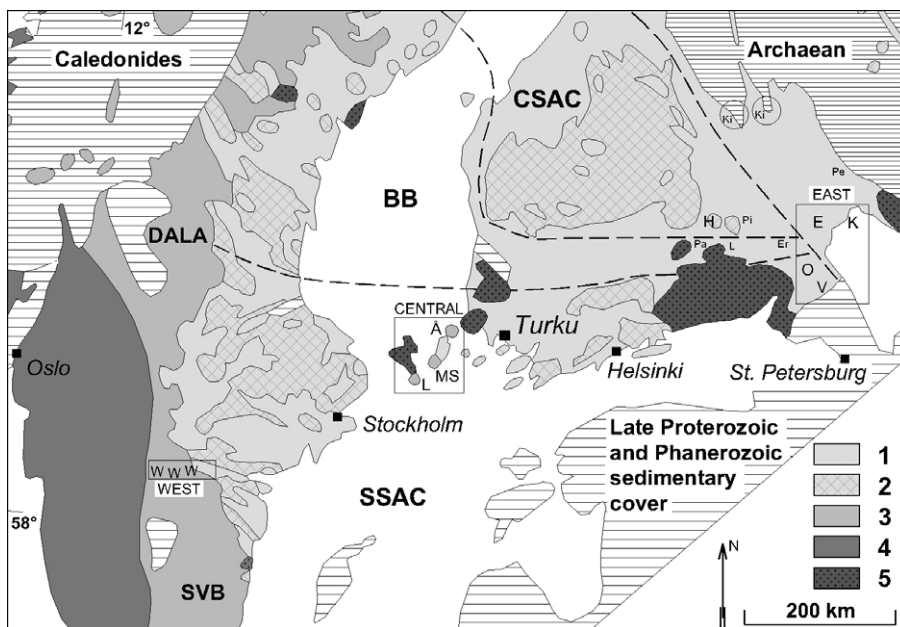 12°
Caledonides
Archaean
CSAC
Ki
Ki
Pe
EAST
BB
H
Pi
E
K
DALA
Pa
L
Er
O
V
CENTRAL
Å
Turku
MS
L
Oslo
Helsinki
St. Petersburg
Stockholm
Late Proterozoic
and Phanerozoic
sedimentary
cover
W W W
WEST
SSAC
58°
SVB
N
1
2
3
4
5
200 km